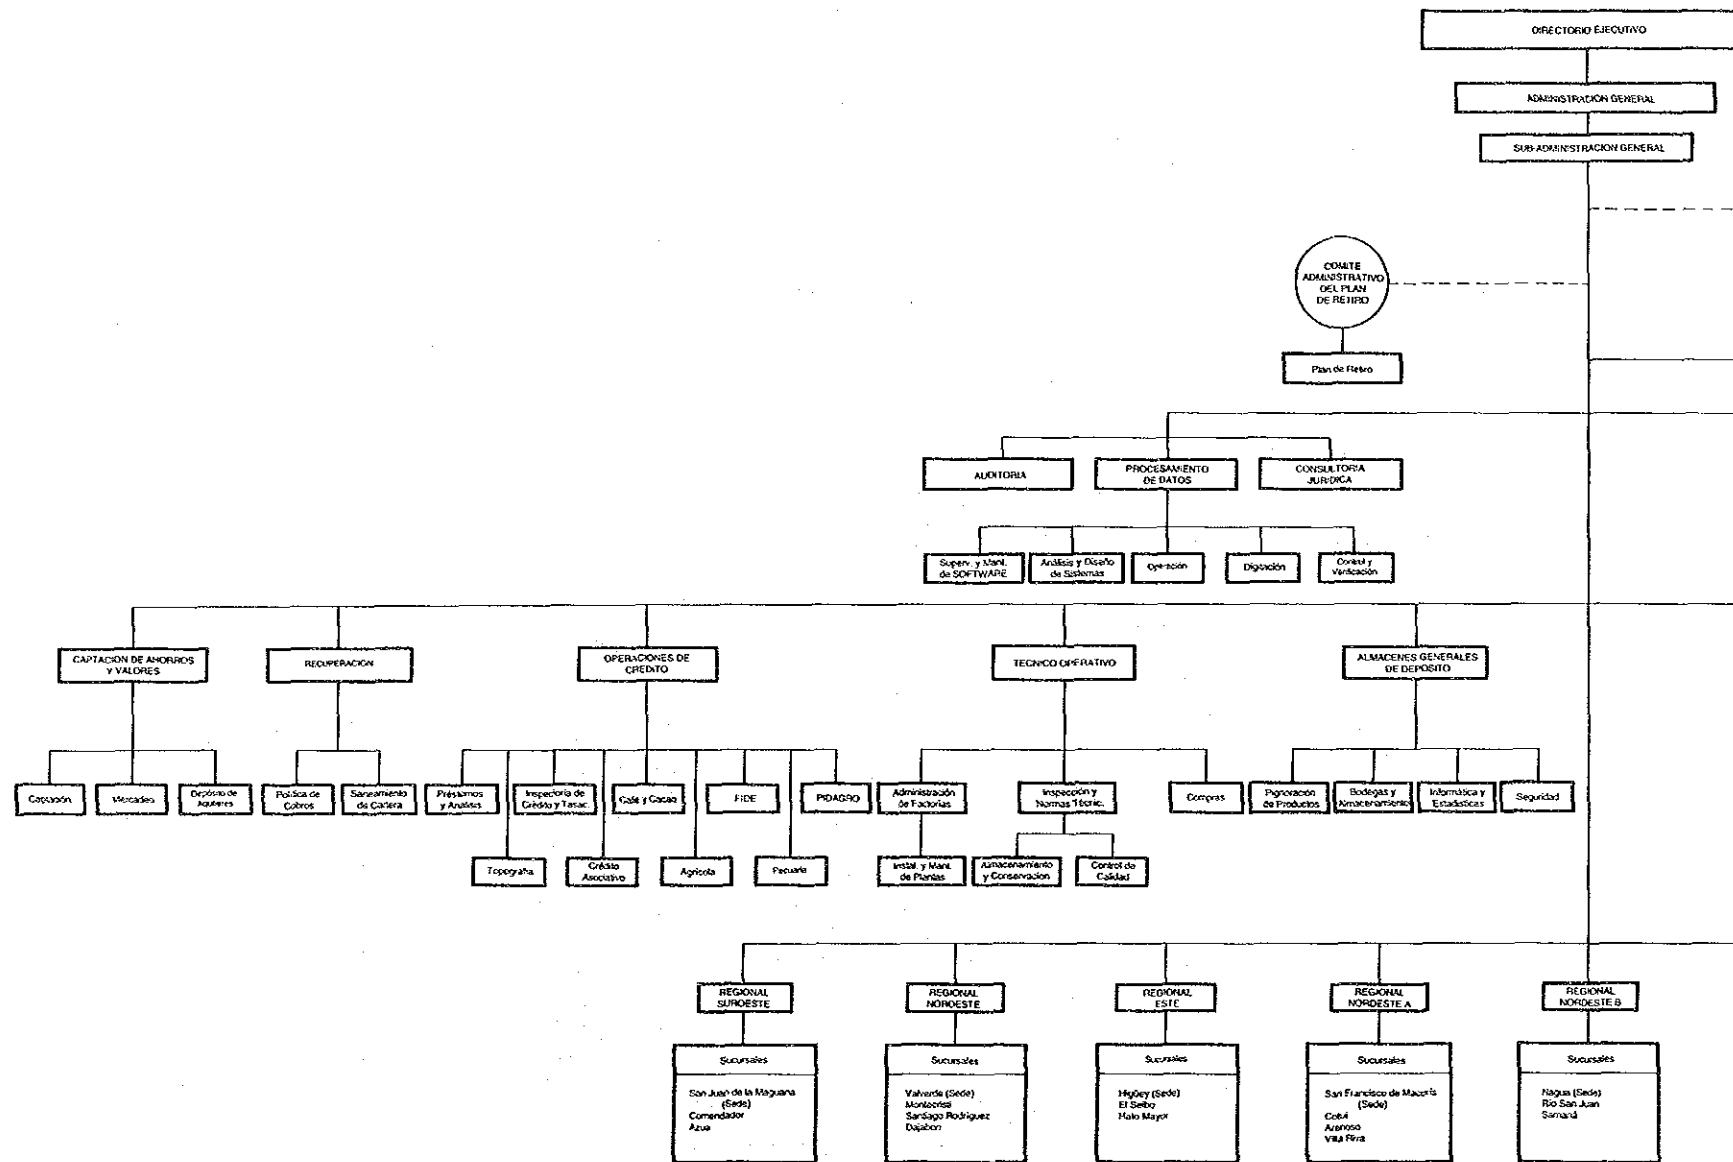 DIRECTORIO EJECUTIVO
ADMINISTRACION GENERAL
SUB-ADMINISTRACION GENERAL
COMITE
ADMINISTRATIVO
DEL PLAN
DE RETIRO
Plan de Retiro
AUDITORIA
PROCESAMIENTO
DE DATOS
CONSULTORIA
JURIDICA
Superv. y Mant.
de SOFTWARE
Análisis y Diseño
de Sistemas
Operación
Digitación
Control y
Verificación
CAPTACION DE AHORROS
y VALORES
RECUPERACION
OPERACIONES DE
CREDITO
TECNICO OPERATIVO
ALMACENES GENERALES
DE DEPOSITO
Captación
Mercadeo
Depósito de
Política de
Cobros
Saneamiento
de Cartera
Préstamos
y Análisis
Inspectoría de
Crédito y Tasac.
Café y Cacao
FIDE
PIDAGRO
Administración
de Factorías
Inspección y
Normas Técnic.
Compras
Pignoración
de Productos
Bodegas y
Almacenamiento
Informática y
Estadísticas
Seguridad
Topografía
Crédito
Asociativo
Agrícola
Pecuaria
Instal. y Mant.
de Plantas
Almacenamiento
y Conservación
Control de
Calidad
REGIONAL
SUROESTE
REGIONAL
NOROESTE
REGIONAL
ESTE
REGIONAL
NORDESTE A
REGIONAL
NORDESTE B
Sucursales
San Juan de la Maguana
(Sede)
Comendador
Azua
Sucursales
Valverde (Sede)
Montecristi
Santiago Rodríguez
Dajabon
Sucursales
Higüey (Sede)
El Seibo
Hato Mayor
Sucursales
San Francisco de Macorís
(Sede)
Cotuí
Arenoso
Villa Riva
Sucursales
Nagua (Sede)
Río San Juan
Samaná